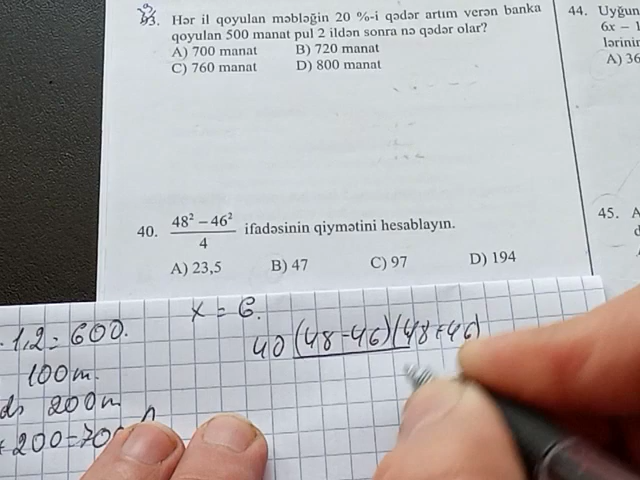 33. Hər il qoyulan məbləğin 20 %-i qədər artım verən banka
qoyulan 500 manat pul 2 ildən sonra nə qədər olar?
A) 700 manat B) 720 manat
C) 760 manat D) 800 manat
40. 48² – 46² / 4 ifadəsinin qiymətini hesablayın.
A) 23,5 B) 47 C) 97 D) 194
44. Uyğun
6x – 1
lərinin
A) 36
45. A
1,2 = 600.
100m.
200m
+ 200 = 70
x = 6.
40 (48-46)(48+46)